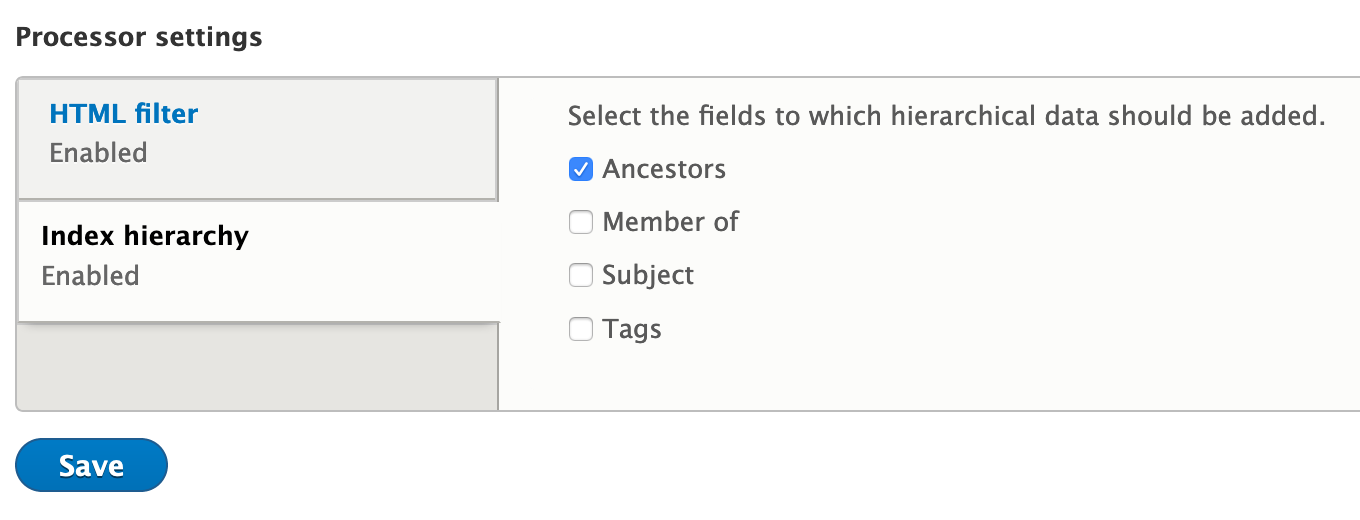 Processor settings
HTML filter
Enabled
Index hierarchy
Enabled
Select the fields to which hierarchical data should be added.
Ancestors
Member of
Subject
Tags
Save